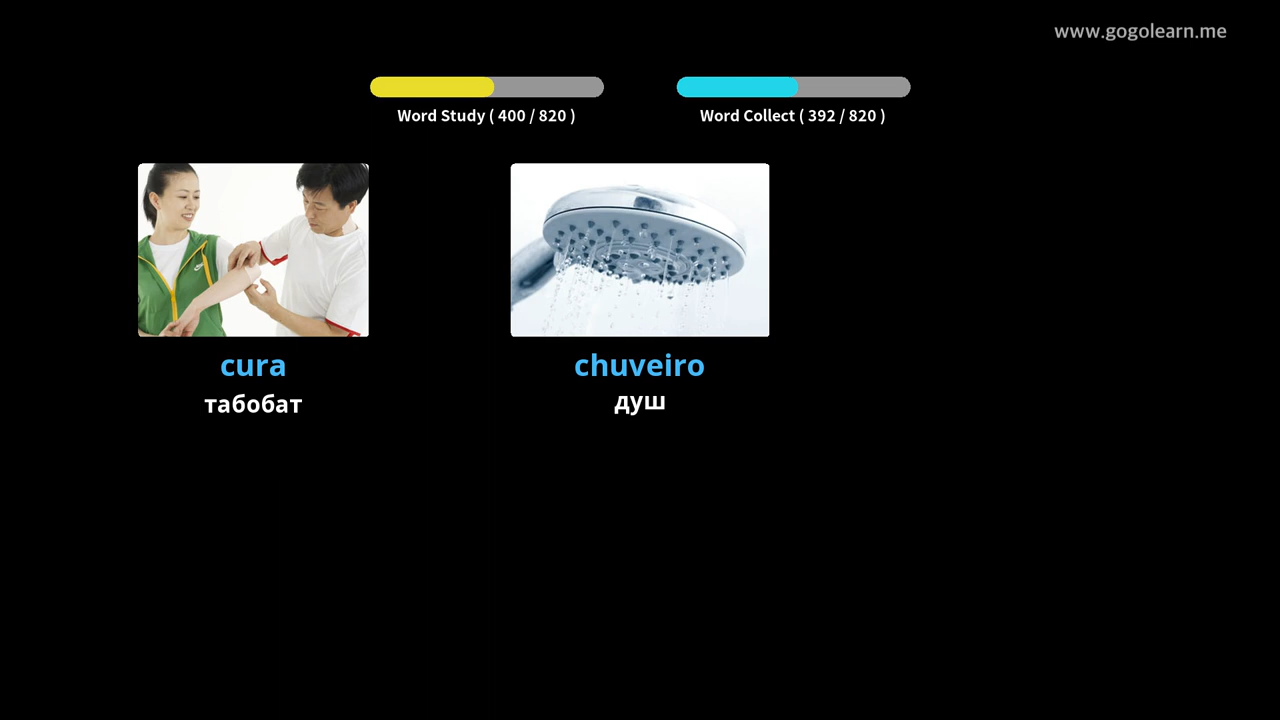 www.gogolearn.me
Word Study ( 400 / 820 )
Word Collect ( 392 / 820 )
cura
табобат
chuveiro
душ